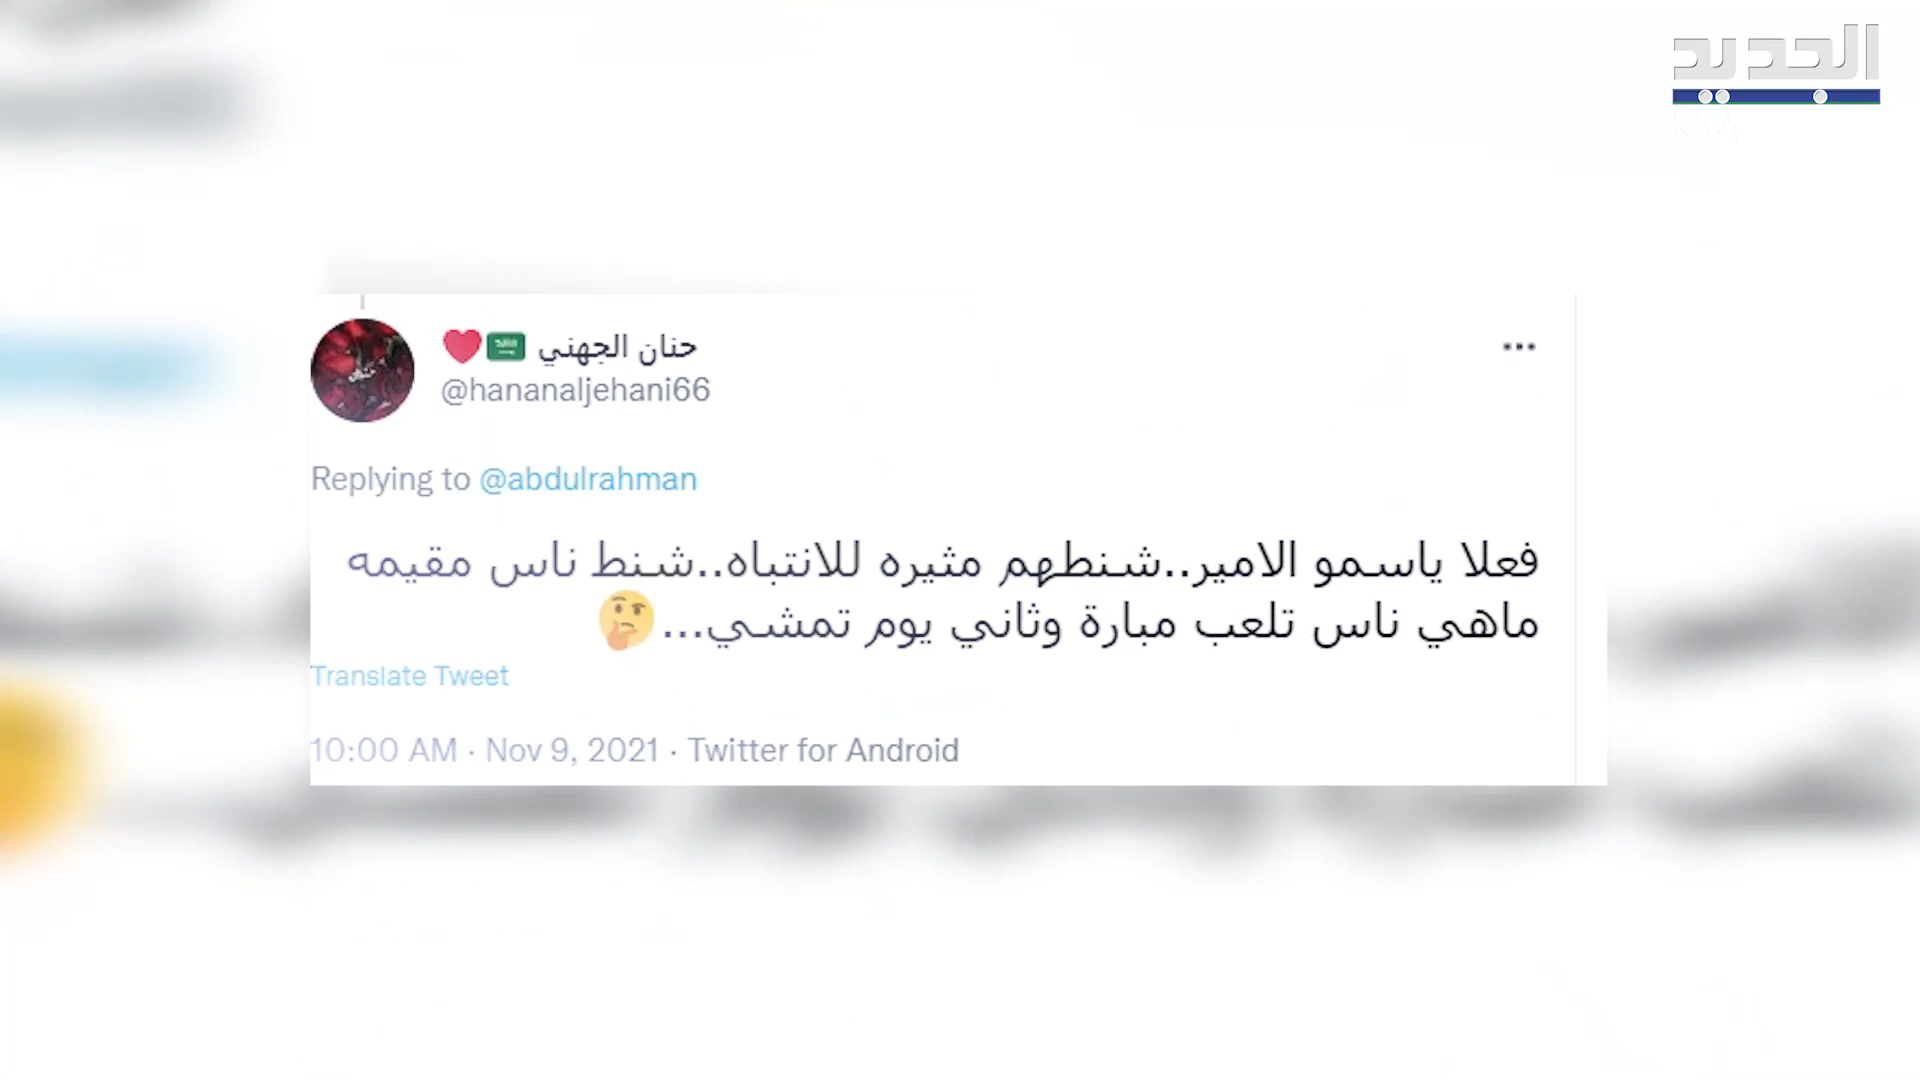 الجديد
حنان الجهني 🇸🇦❤️
@hananaljehani66
Replying to @abdulrahman
فعلا ياسمو الامير..شنطهم مثيره للانتباه..شنط ناس مقيمه
ماهي ناس تلعب مبارة وثاني يوم تمشي...🤔
Translate Tweet
10:00 AM · Nov 9, 2021 · Twitter for Android